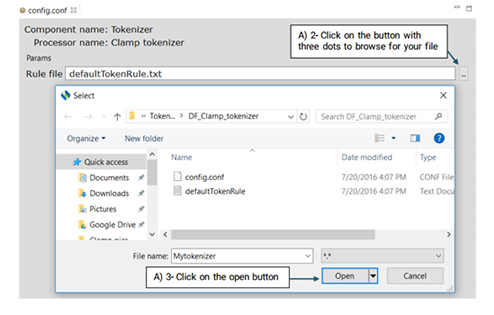 config.conf
Component name: Tokenizer
Processor name: Clamp tokenizer
Params
A) 2- Click on the button with
three dots to browse for your file
Rule file defaultTokenRule.txt ...
Select
« Token... > DF_Clamp_tokenizer
Search DF_Clamp_tokenizer
Organize New folder
Quick access
Documents
Downloads
Pictures
Google Drive
Name Date modified Type
config.conf 7/20/2016 4:07 PM CONF File
defaultTokenRule 7/20/2016 4:07 PM Text Docu
File name: Mytokenizer *.*
A) 3- Click on the open button
Open Cancel